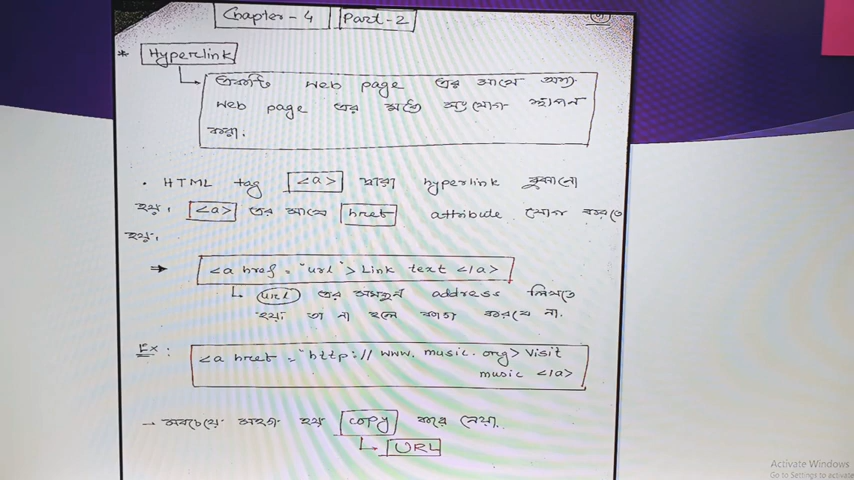 Chapter - 4 Part - 2
* Hyperlink
একটি web page এর সাথে অন্য
web page এর মধ্যে সংযোগ স্থাপন
করা।
• HTML tag <a> দ্বারা hyperlink বুঝানো
হয়। <a> এর সাথে href attribute যোগ করতে
হয়।
⇒ <a href = "url"> Link text </a>
url এর সম্পূর্ন address লিখতে
হয়। তা না হলে কাজ করবে না.
Ex : <a href = "http:// www. music. org> Visit
music </a>
→ সবচেয়ে সহজ হয় copy করে নেয়া.
URL
Activate Windows
Go to Settings to activate